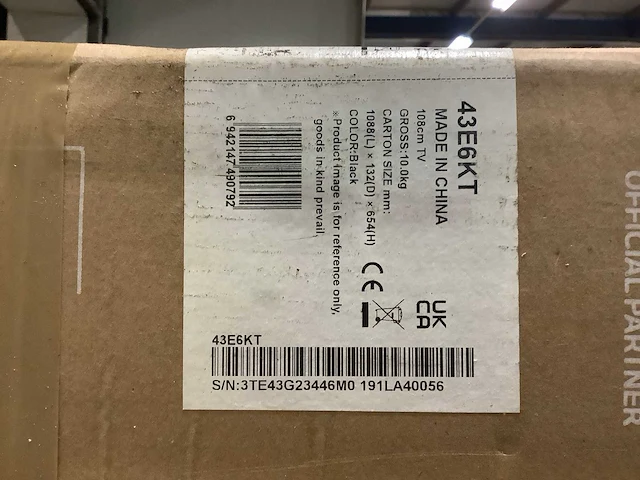 43E6KT
MADE IN CHINA
108cm TV
GROSS:10.0kg
CARTON SIZE mm:
1088(L) × 132(D) × 654(H)
COLOR:Black
※Product image is for reference only,
goods in kind prevail.
6 942147 490792
UK
CA
CE
43E6KT
S/N:3TE43G23446M0 191LA40056
OFFICIAL PARTNER